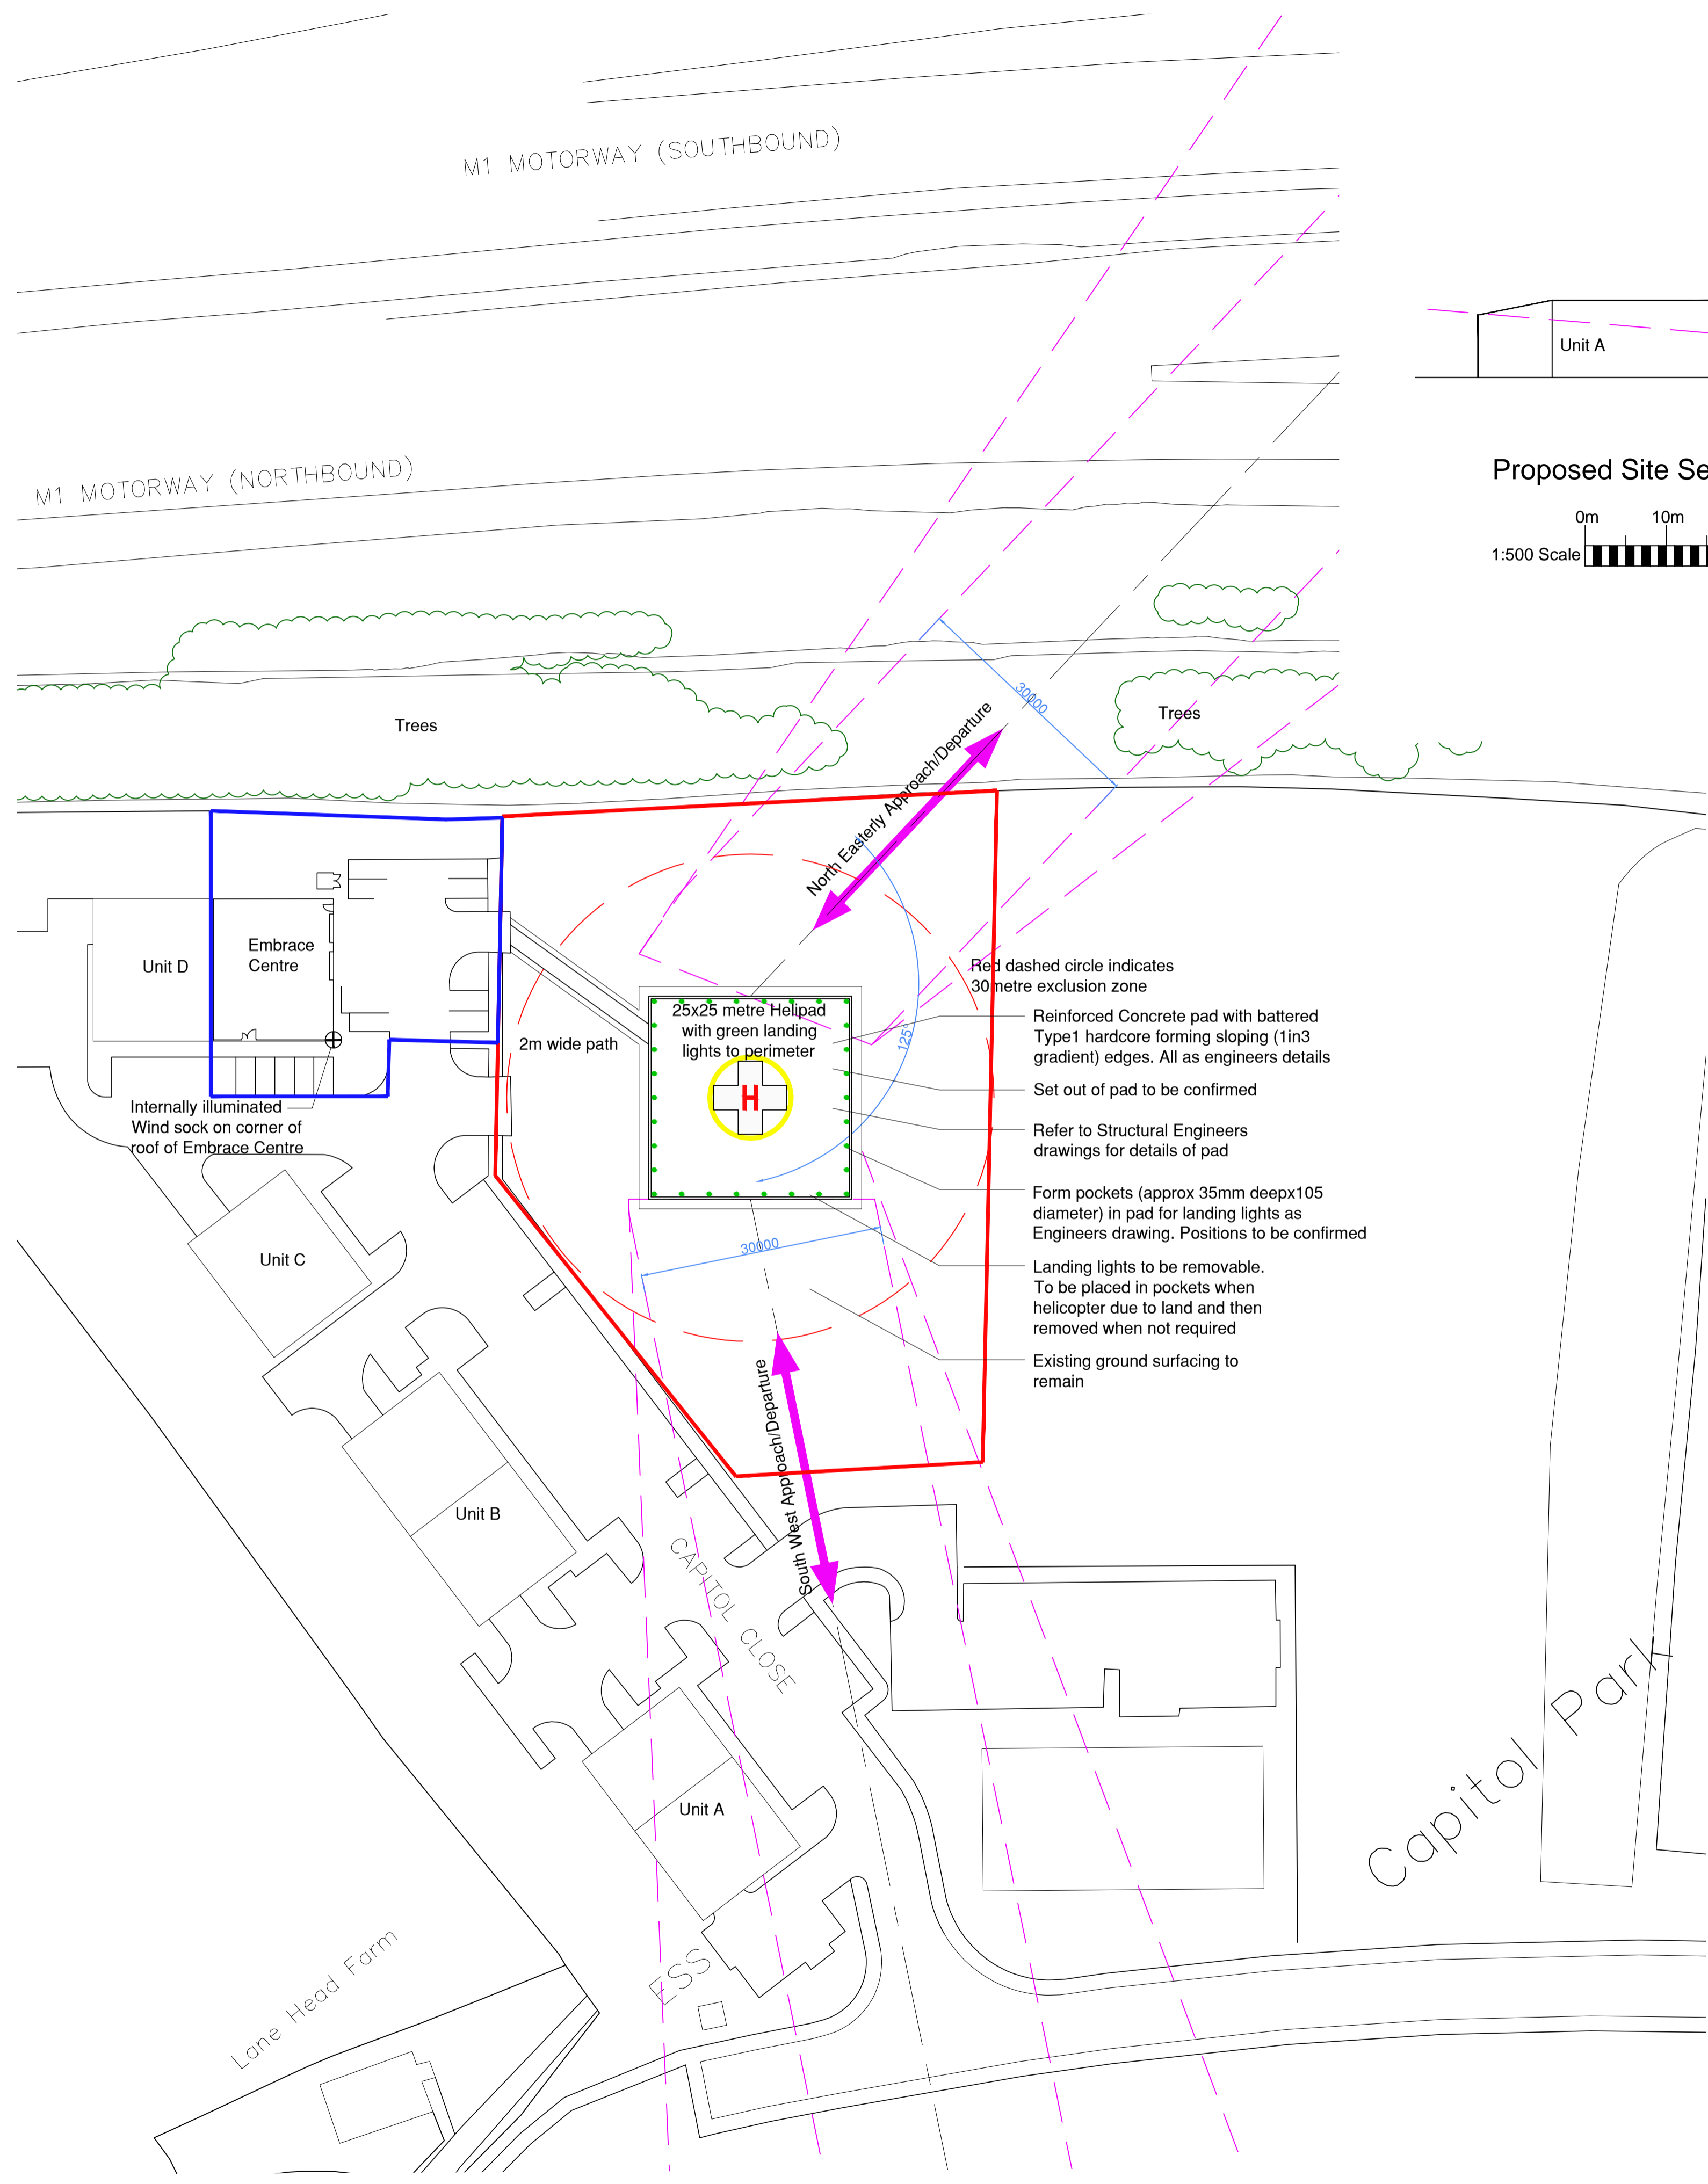 M1 MOTORWAY (SOUTHBOUND)
Unit A
M1 MOTORWAY (NORTHBOUND)
Proposed Site Se
0m
10m
1:500 Scale
Trees
Trees
30000
North Easterly Approach/Departure
Unit D
Embrace
Centre
Red dashed circle indicates
30metre exclusion zone
25x25 metre Helipad
with green landing
lights to perimeter
2m wide path
125°
H
Reinforced Concrete pad with battered
Type1 hardcore forming sloping (1in3
gradient) edges. All as engineers details
Set out of pad to be confirmed
Internally illuminated
Wind sock on corner of
roof of Embrace Centre
Refer to Structural Engineers
drawings for details of pad
Form pockets (approx 35mm deepx105
diameter) in pad for landing lights as
Engineers drawing. Positions to be confirmed
Unit C
30000
Landing lights to be removable.
To be placed in pockets when
helicopter due to land and then
removed when not required
Existing ground surfacing to
remain
South West Approach/Departure
Unit B
CAPITOL CLOSE
Capitol Park
Unit A
ESS
Lane Head Farm